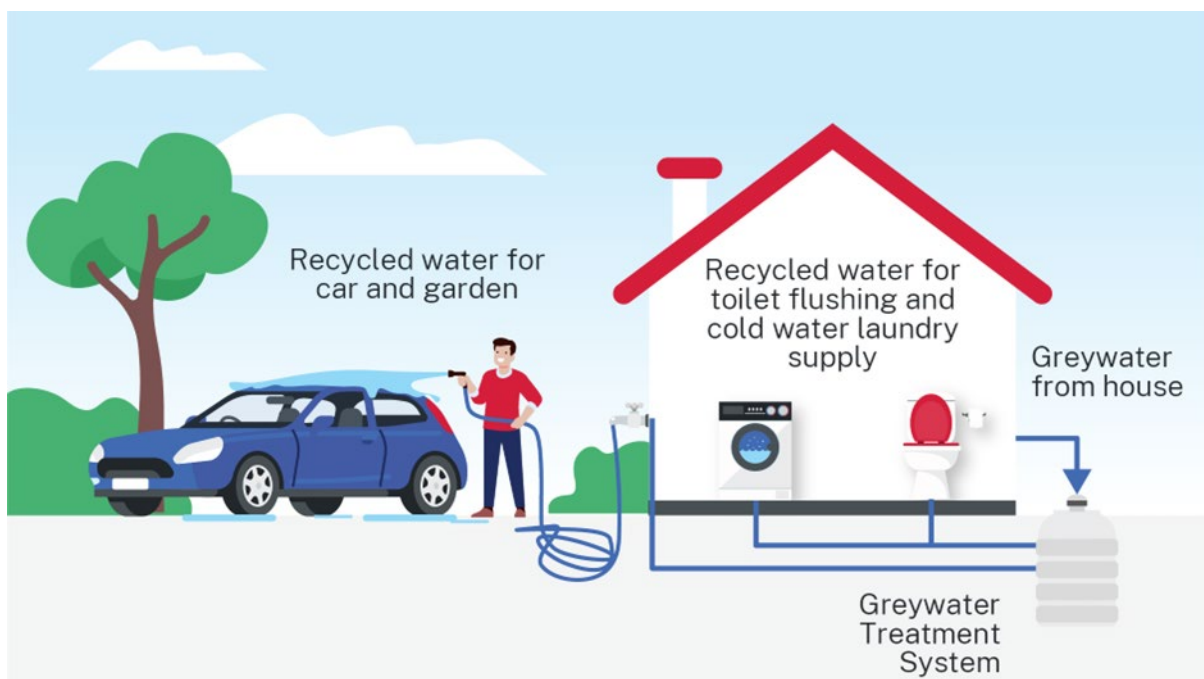 Recycled water for
car and garden
Recycled water for
toilet flushing and
cold water laundry
supply
Greywater
from house
Greywater
Treatment
System